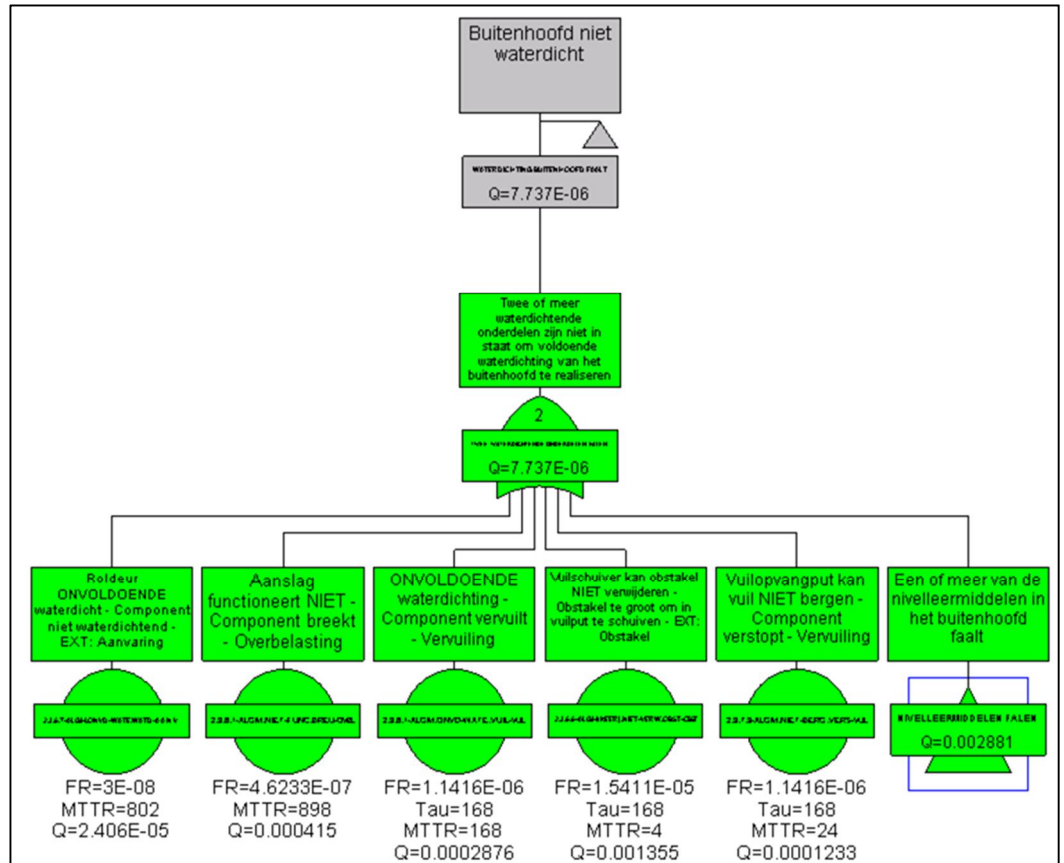 Buitenhoofd niet
waterdicht
WATERDICHTING BUITENHOOFD FAALT
Q=7.737E-06
Twee of meer
waterdichtende
onderdelen zijn niet in
staat om voldoende
waterdichting van het
buitenhoofd te realiseren
2
Q=7.737E-06
Roldeur
ONVOLDOENDE
waterdicht - Component
niet waterdichtend -
EXT: Aanvaring
FR=3E-08
MTTR=802
Q=2.406E-05
Aanslag
functioneert NIET -
Component breekt
- Overbelasting
FR=4.6233E-07
MTTR=898
Q=0.000415
ONVOLDOENDE
waterdichting -
Component vervuilt -
Vervuiling
FR=1.1416E-06
Tau=168
MTTR=168
Q=0.0002876
Vuilschuiver kan obstakel
NIET verwijderen -
Obstakel te groot om in
vuilput te schuiven - EXT:
Obstakel
FR=1.5411E-05
Tau=168
MTTR=4
Q=0.001355
Vuilopvangput kan
vuil NIET bergen -
Component
verstopt - Vervuiling
FR=1.1416E-06
Tau=168
MTTR=24
Q=0.0001233
Een of meer van de
nivelleermiddelen in
het buitenhoofd
faalt
NIVELLEERMIDDELEN FALEN
Q=0.002881